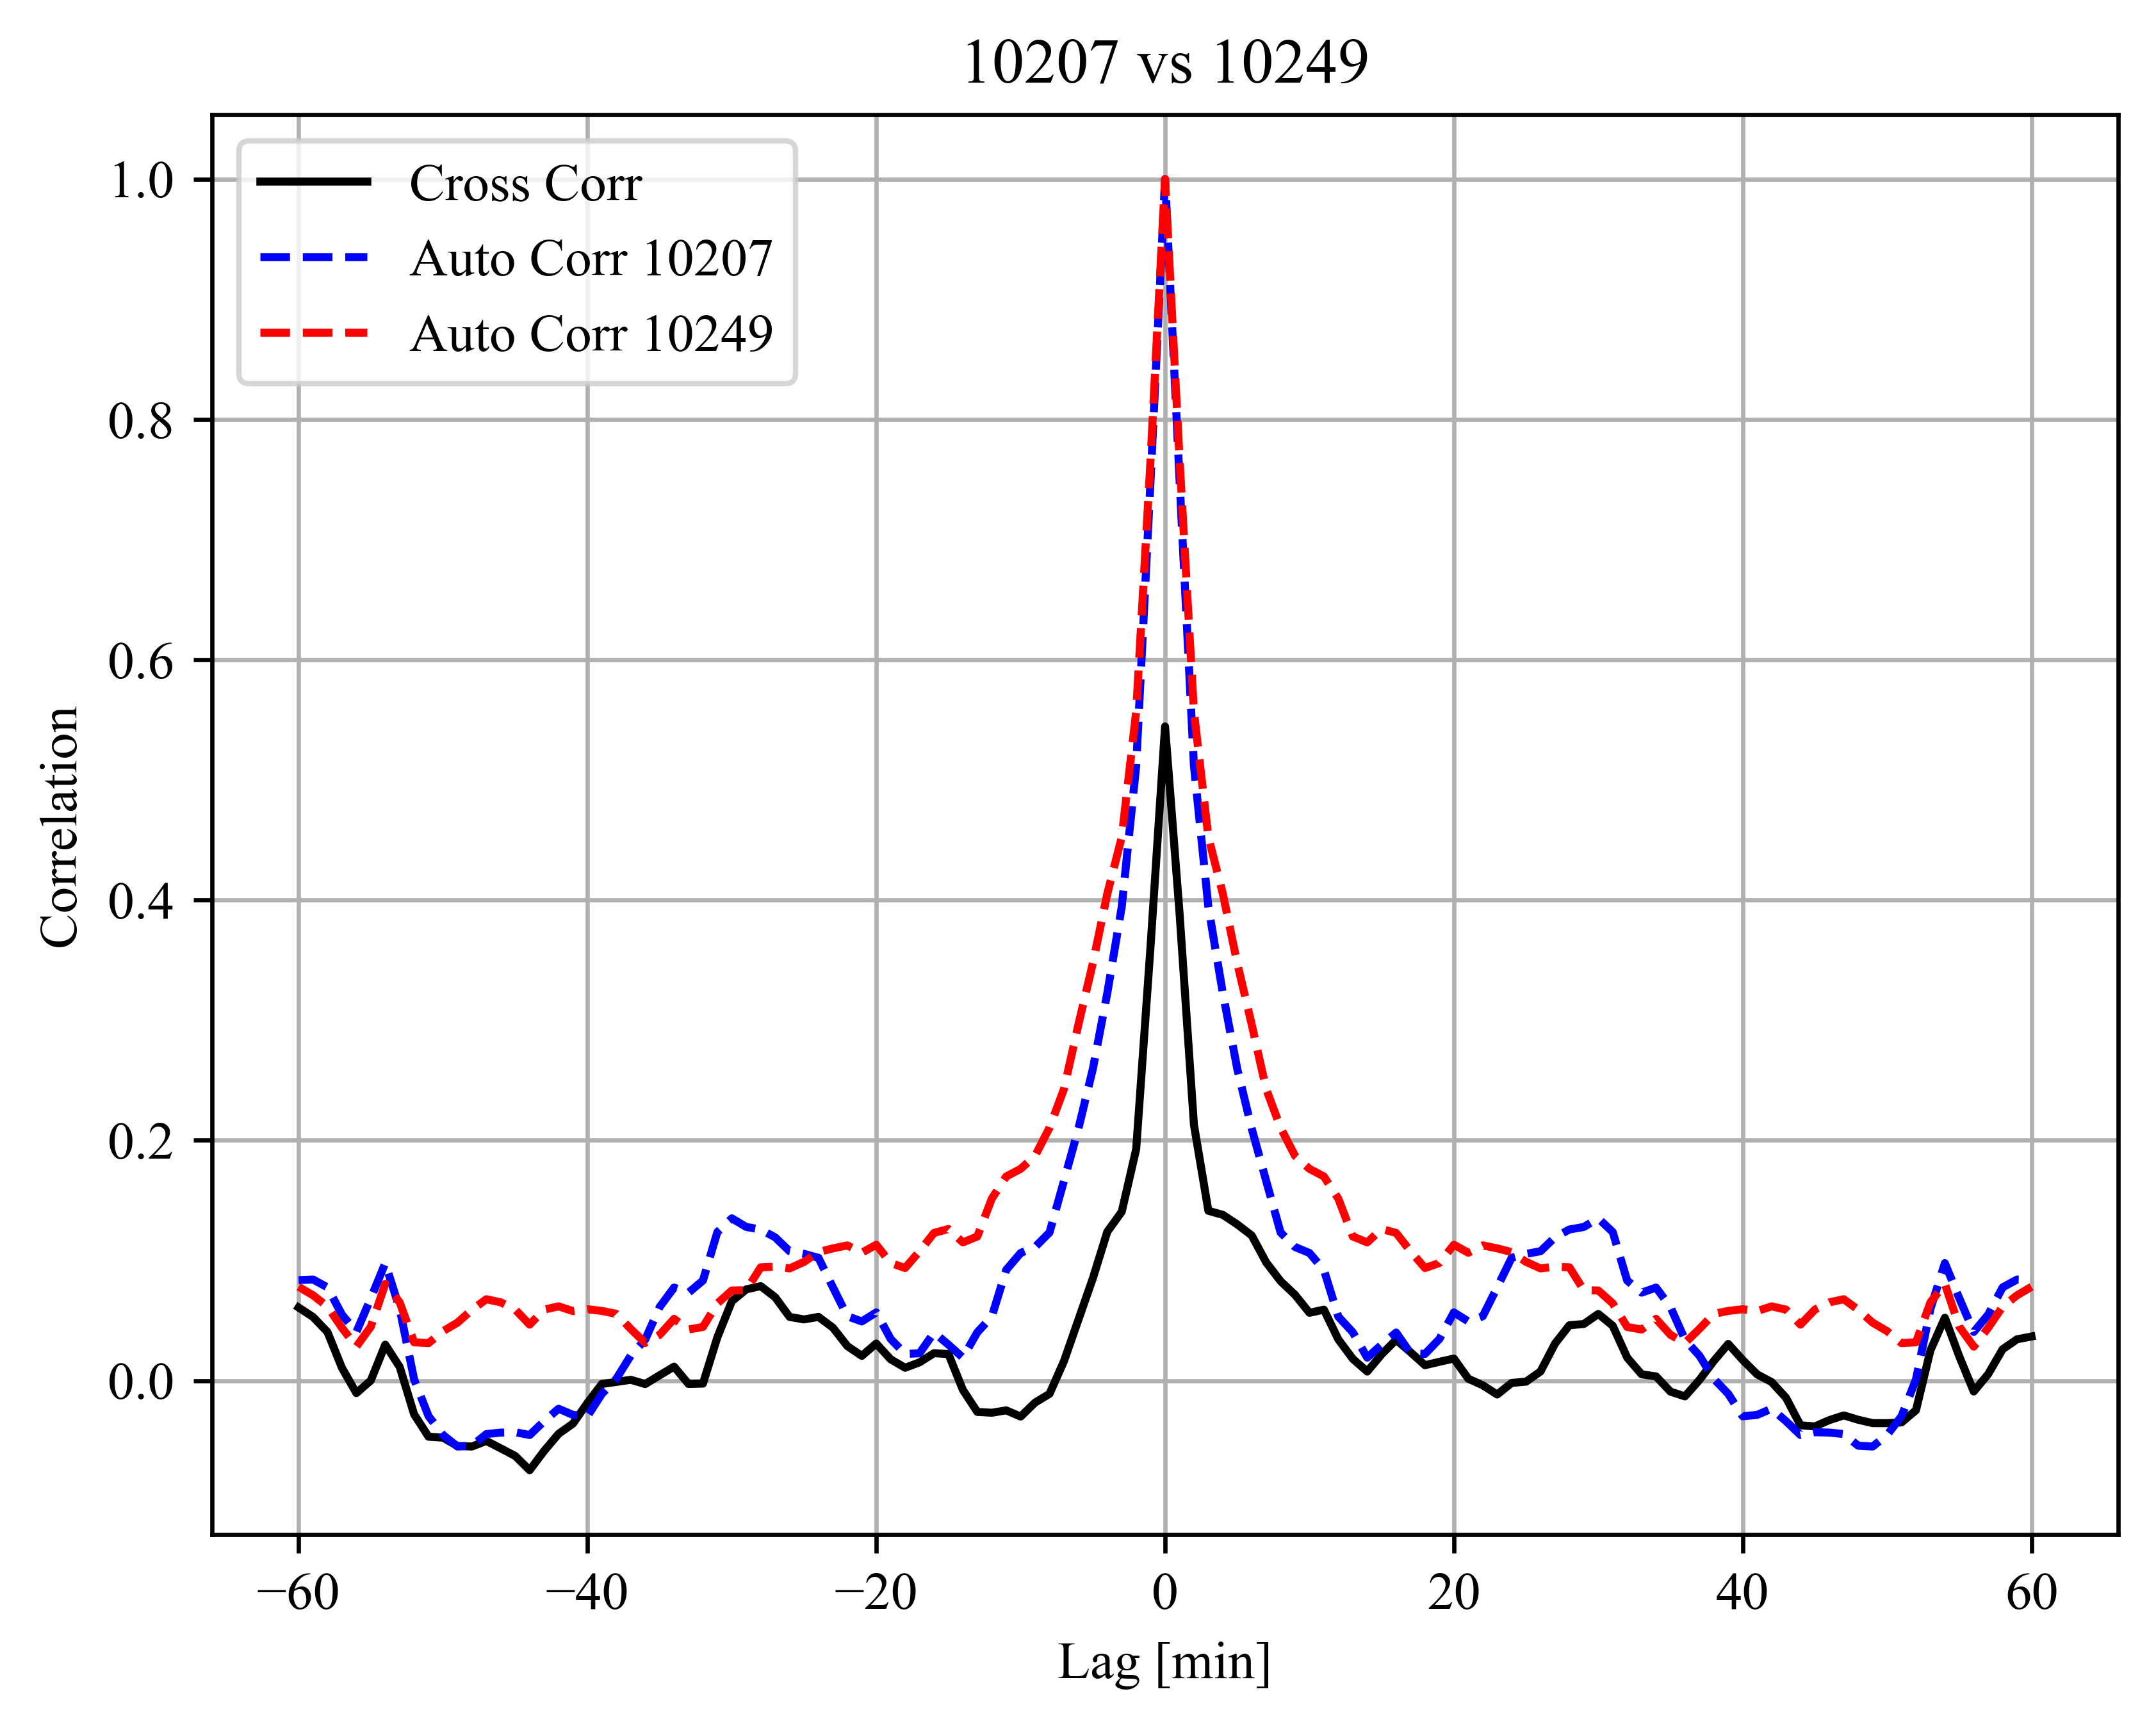 10207 vs 10249
Cross Corr
Auto Corr 10207
Auto Corr 10249
1.0
0.8
0.6
0.4
0.2
0.0
Correlation
−60
−40
−20
0
20
40
60
Lag [min]